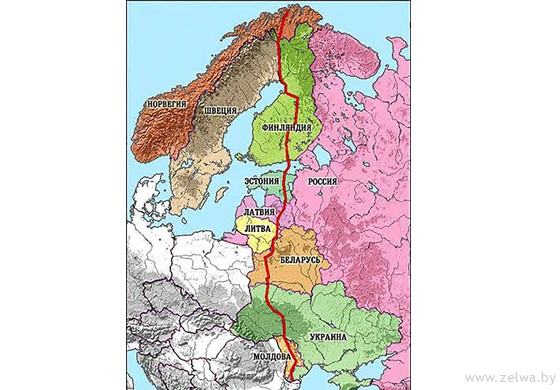 НОРВЕГИЯ
ШВЕЦИЯ
ФИНЛЯНДИЯ
ЭСТОНИЯ
РОССИЯ
ЛАТВИЯ
ЛИТВА
БЕЛАРУСЬ
УКРАИНА
МОЛДОВА
www.zelwa.by